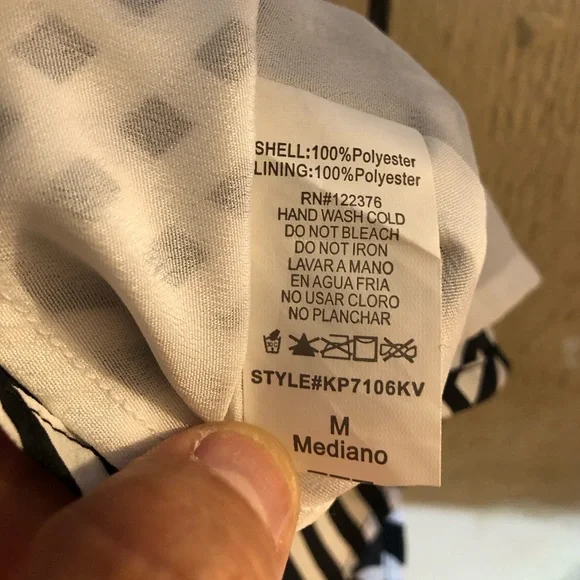 SHELL:100%Polyester
LINING:100%Polyester
RN#122376
HAND WASH COLD
DO NOT BLEACH
DO NOT IRON
LAVAR A MANO
EN AGUA FRIA
NO USAR CLORO
NO PLANCHAR
STYLE#KP7106KV
M
Mediano